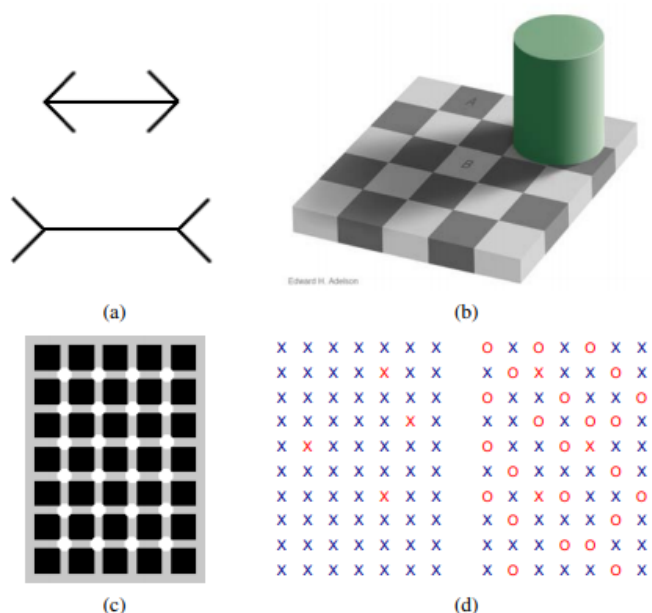 A
B
Edward H. Adelson
(a)
(b)
X X X X X X X O X O X O X X
X X X X X X X X O X X X O X
X X X X X X X O X X O X X O
X X X X X X X X X O X O O X
X X X X X X X O X X O X X X
X X X X X X X X O X X X O X
X X X X X X X O X X O X X O
X X X X X X X X O X X X O X
X X X X X X X X X X O O X X
X X X X X X X X O X X X O X
(c)
(d)